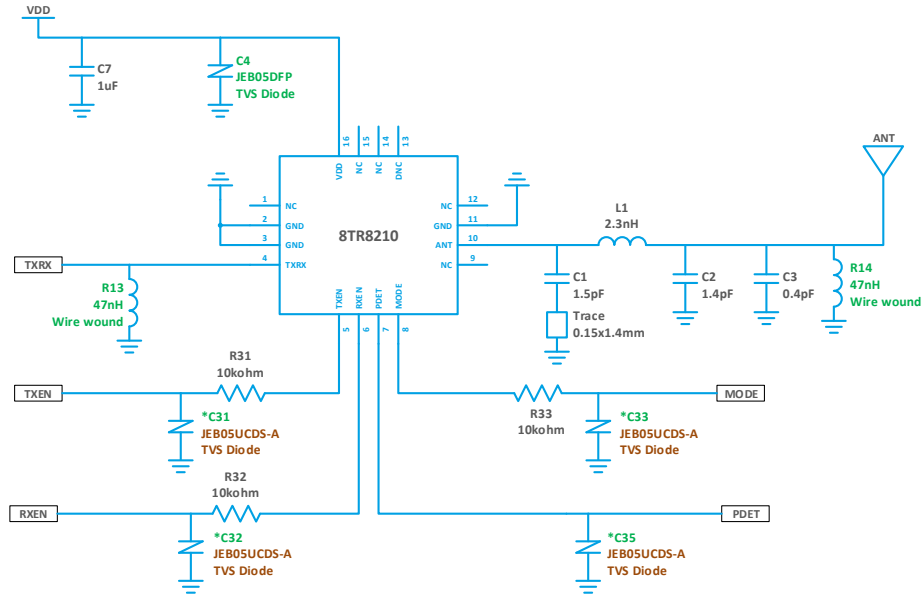 VDD
C7
1uF
C4
JEB05DFP
TVS Diode
16
15
14
13
VDD
NC
NC
DNC
ANT
1
NC
2
GND
3
GND
4
TXRX
8TR8210
12
NC
11
GND
10
ANT
9
NC
TXEN
RXEN
PDET
MODE
5
6
7
8
L1
2.3nH
TXRX
R13
47nH
Wire wound
C1
1.5pF
Trace
0.15x1.4mm
C2
1.4pF
C3
0.4pF
R14
47nH
Wire wound
R31
10kohm
TXEN
*C31
JEB05UCDS-A
TVS Diode
R33
10kohm
MODE
*C33
JEB05UCDS-A
TVS Diode
R32
10kohm
RXEN
*C32
JEB05UCDS-A
TVS Diode
PDET
*C35
JEB05UCDS-A
TVS Diode